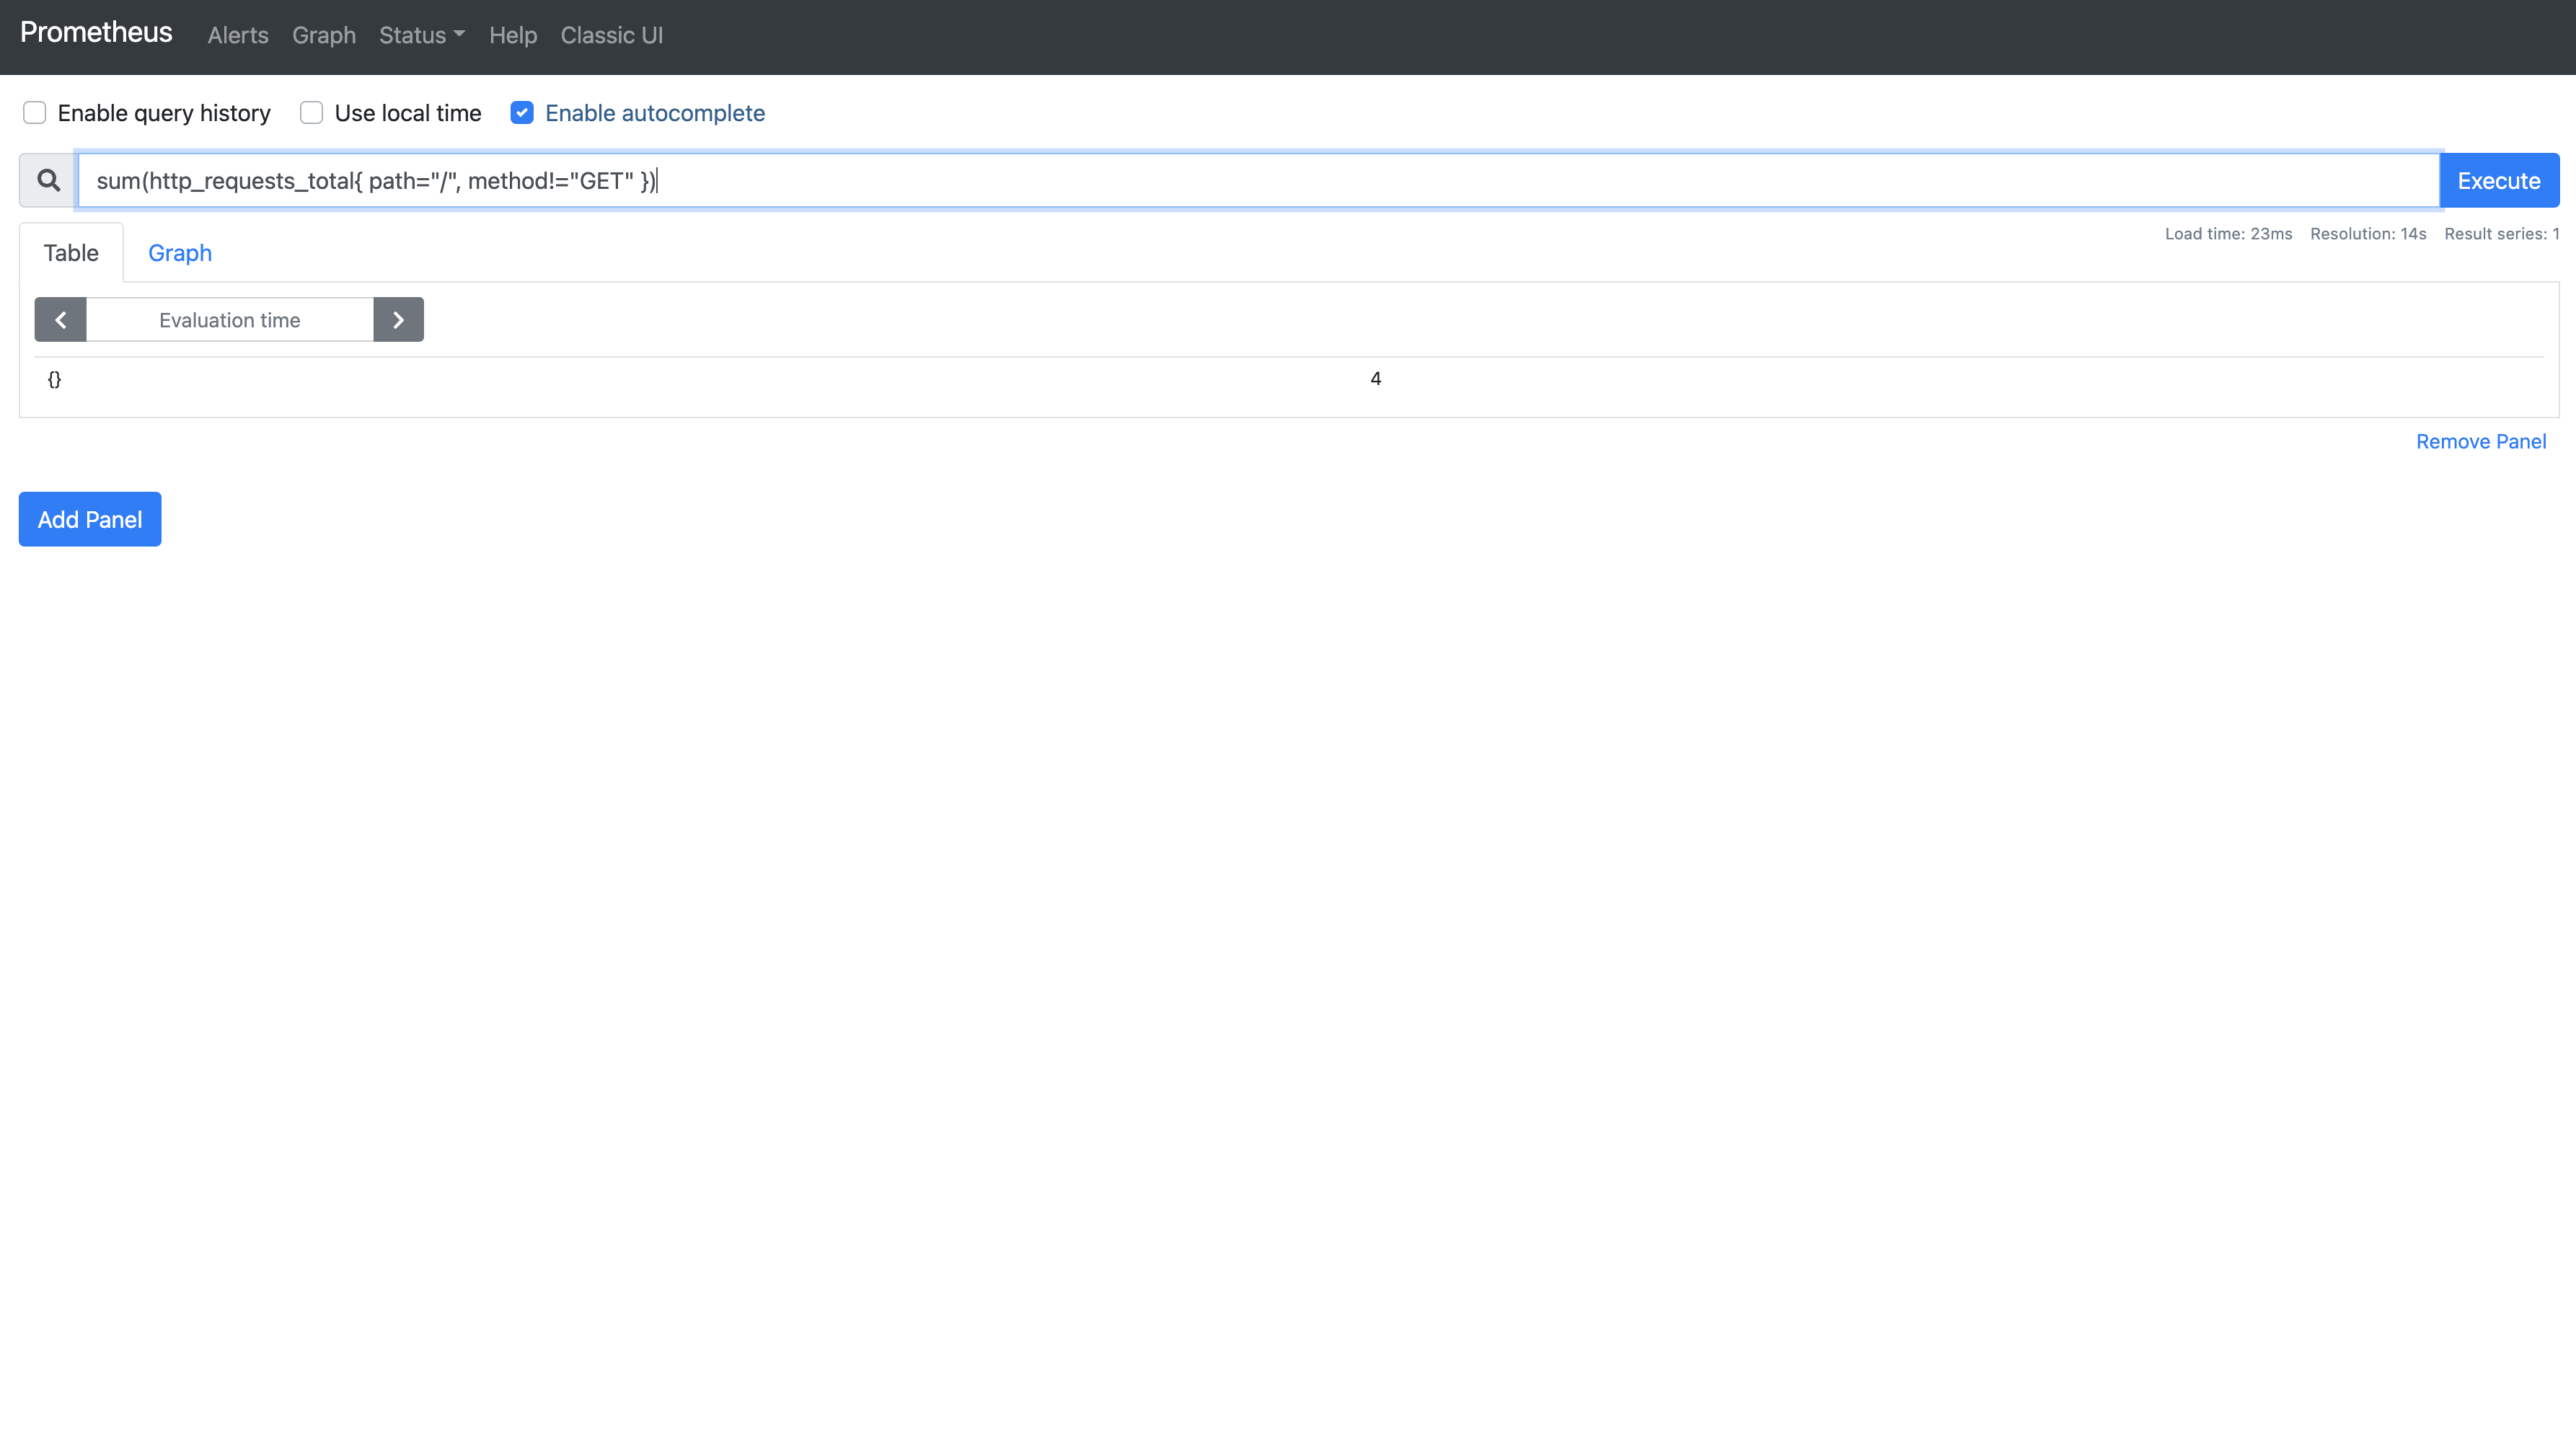 Prometheus Alerts Graph Status Help Classic UI
Enable query history Use local time Enable autocomplete
sum(http_requests_total{ path="/", method!="GET" }) Execute
Table Graph Load time: 23ms Resolution: 14s Result series: 1
Evaluation time
{} 4
Remove Panel
Add Panel